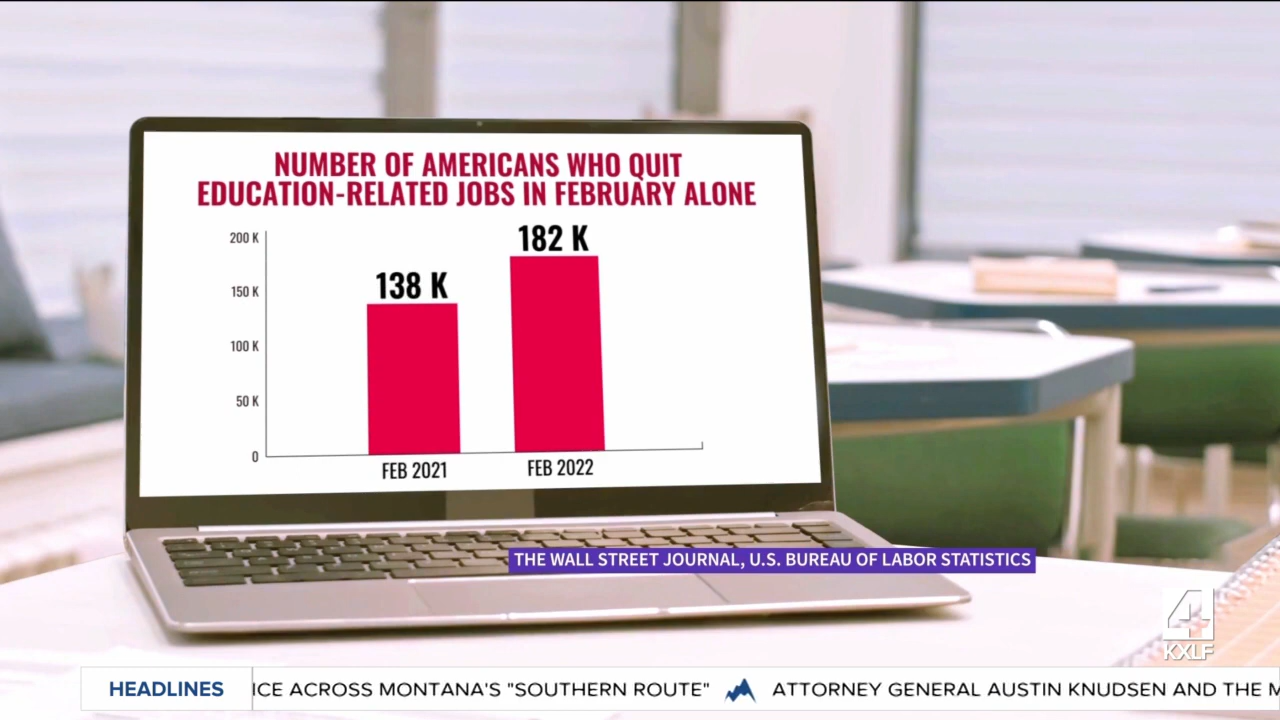 NUMBER OF AMERICANS WHO QUIT
EDUCATION-RELATED JOBS IN FEBRUARY ALONE
200 K
150 K
100 K
50 K
0
138 K
182 K
FEB 2021
FEB 2022
THE WALL STREET JOURNAL, U.S. BUREAU OF LABOR STATISTICS
4
KXLF
HEADLINES
ICE ACROSS MONTANA'S "SOUTHERN ROUTE" ATTORNEY GENERAL AUSTIN KNUDSEN AND THE M